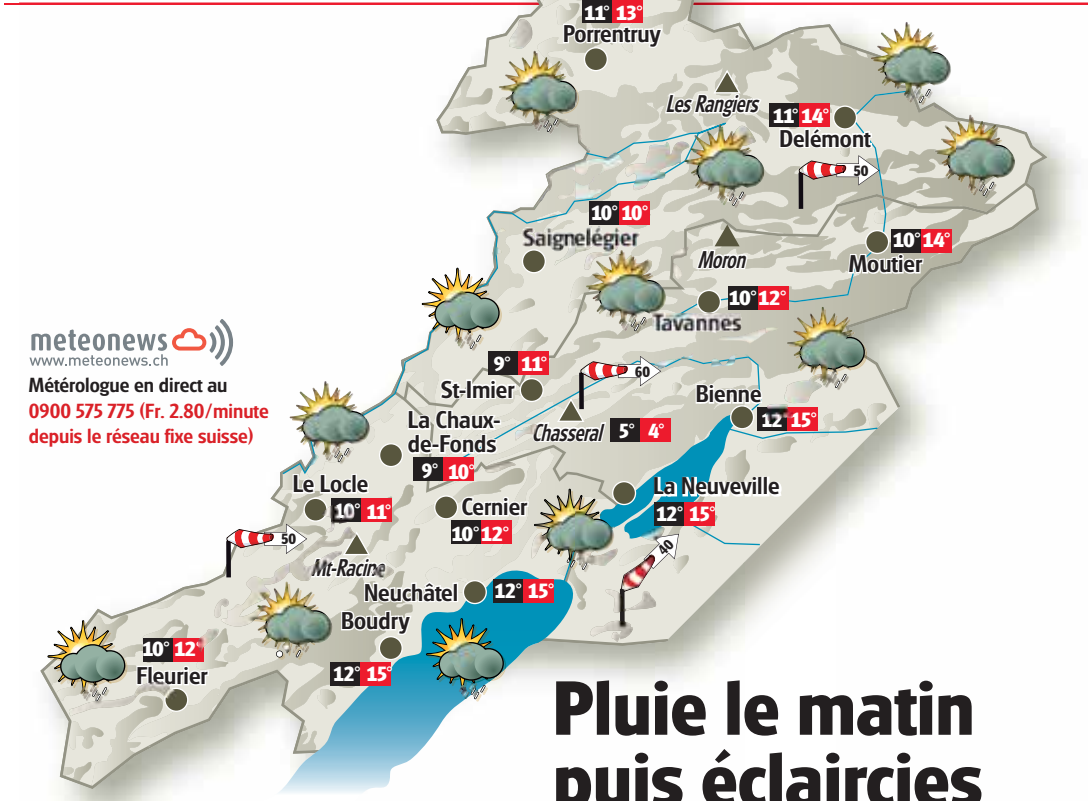 11° 13°
Porrentruy
Les Rangiers
11° 14°
Delémont
50
10° 10°
Saignelégier
Moron
10° 14°
Moutier
10° 12°
Tavannes
meteonews
www.meteonews.ch
Météorologue en direct au
0900 575 775 (Fr. 2.80/minute
depuis le réseau fixe suisse)
9° 11°
St-Imier
60
Bienne
12° 15°
Chasseral 5° 4°
La Chaux-
de-Fonds
9° 10°
Le Locle
10° 11°
Cernier
10° 12°
La Neuveville
12° 15°
50
Mt-Racine
40
Neuchâtel 12° 15°
Boudry
12° 15°
10° 12°
Fleurier
Pluie le matin
puis éclaircies